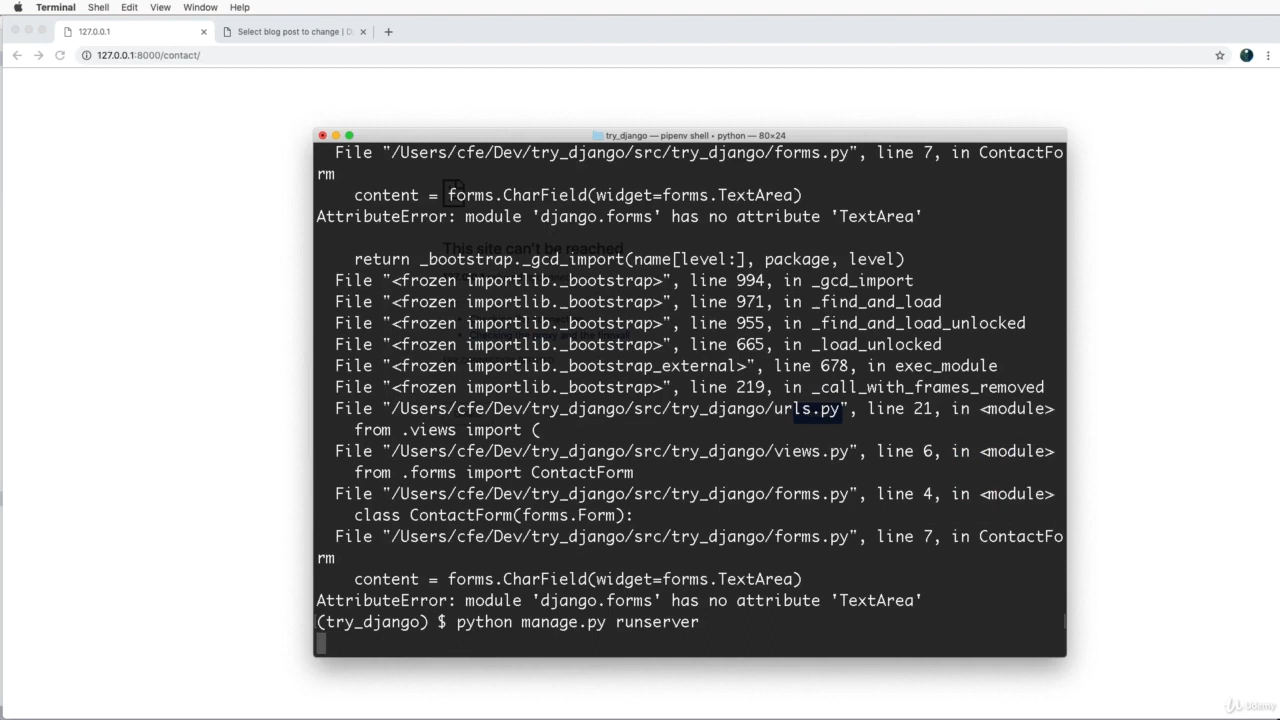 Terminal Shell Edit View Window Help
127.0.0.1
Select blog post to change | D
127.0.0.1:8000/contact/
try_django — pipenv shell • python — 80×24
File "/Users/cfe/Dev/try_django/src/try_django/forms.py", line 7, in ContactFo
rm
content = forms.CharField(widget=forms.TextArea)
AttributeError: module 'django.forms' has no attribute 'TextArea'
This site can't be reached
return _bootstrap._gcd_import(name[level:], package, level)
File "<frozen importlib._bootstrap>", line 994, in _gcd_import
File "<frozen importlib._bootstrap>", line 971, in _find_and_load
File "<frozen importlib._bootstrap>", line 955, in _find_and_load_unlocked
File "<frozen importlib._bootstrap>", line 665, in _load_unlocked
File "<frozen importlib._bootstrap_external>", line 678, in exec_module
File "<frozen importlib._bootstrap>", line 219, in _call_with_frames_removed
File "/Users/cfe/Dev/try_django/src/try_django/urls.py", line 21, in <module>
from .views import (
File "/Users/cfe/Dev/try_django/src/try_django/views.py", line 6, in <module>
from .forms import ContactForm
File "/Users/cfe/Dev/try_django/src/try_django/forms.py", line 4, in <module>
class ContactForm(forms.Form):
File "/Users/cfe/Dev/try_django/src/try_django/forms.py", line 7, in ContactFo
rm
content = forms.CharField(widget=forms.TextArea)
AttributeError: module 'django.forms' has no attribute 'TextArea'
(try_django) $ python manage.py runserver
Udemy